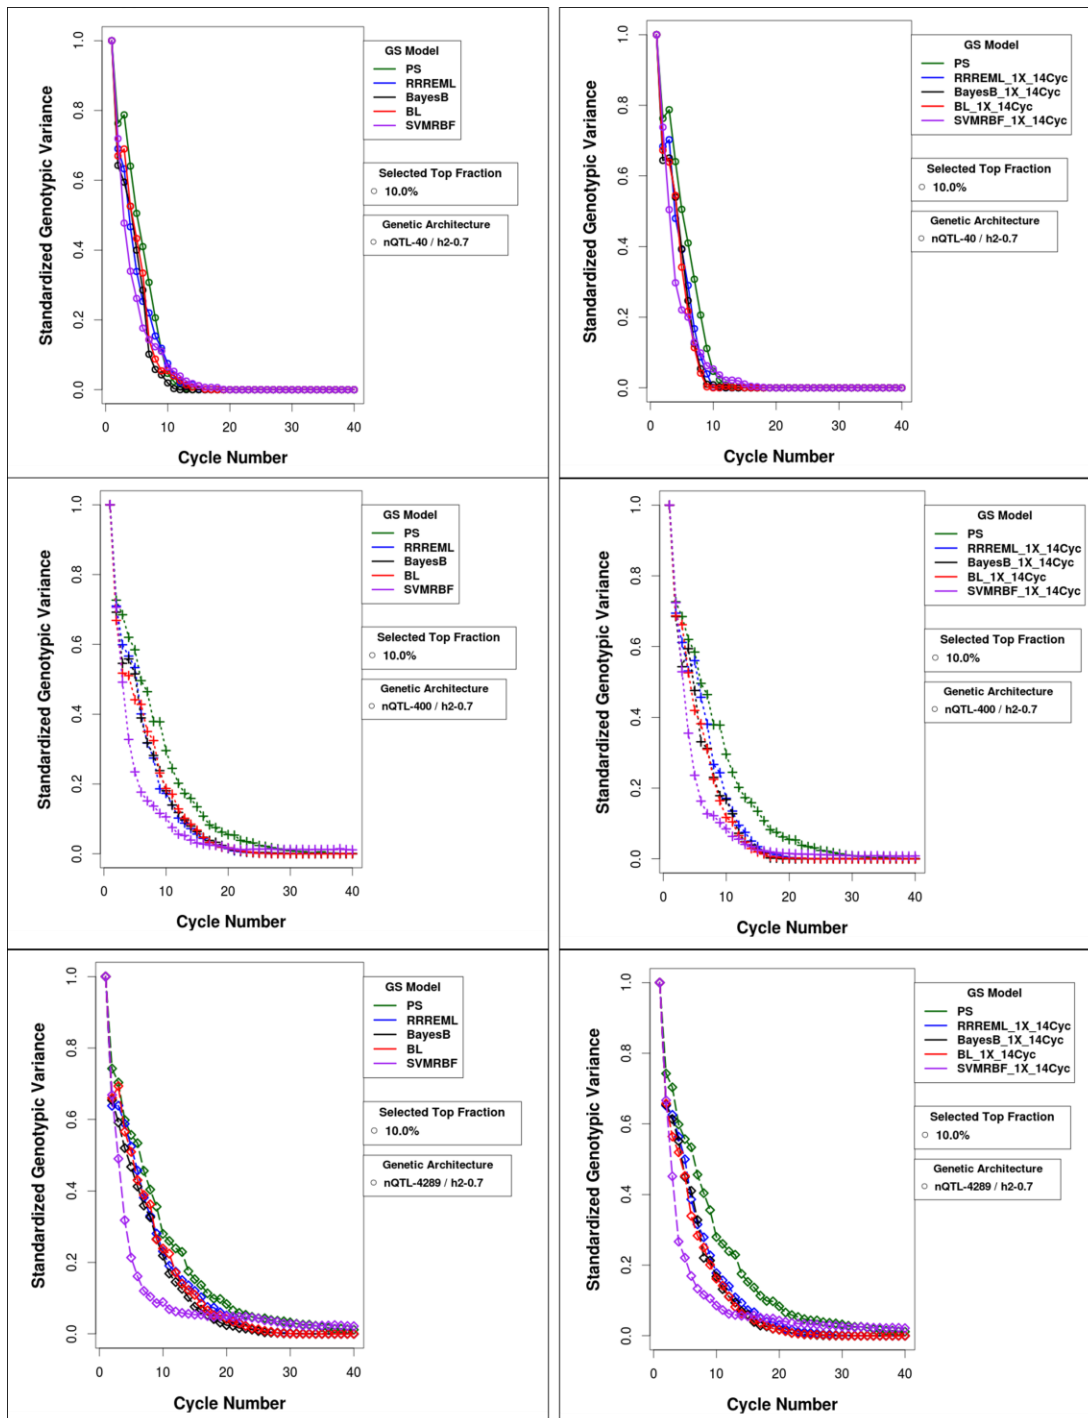 Standardized Genotypic Variance
1.0
0.8
0.6
0.4
0.2
0.0
0
10
20
30
40
Cycle Number
GS Model
PS
RRREML
BayesB
BL
SVMRBF
Selected Top Fraction
10.0%
Genetic Architecture
nQTL-40 / h2-0.7
Standardized Genotypic Variance
1.0
0.8
0.6
0.4
0.2
0.0
0
10
20
30
40
Cycle Number
GS Model
PS
RRREML_1X_14Cyc
BayesB_1X_14Cyc
BL_1X_14Cyc
SVMRBF_1X_14Cyc
Selected Top Fraction
10.0%
Genetic Architecture
nQTL-40 / h2-0.7
Standardized Genotypic Variance
1.0
0.8
0.6
0.4
0.2
0.0
0
10
20
30
40
Cycle Number
GS Model
PS
RRREML
BayesB
BL
SVMRBF
Selected Top Fraction
10.0%
Genetic Architecture
nQTL-400 / h2-0.7
Standardized Genotypic Variance
1.0
0.8
0.6
0.4
0.2
0.0
0
10
20
30
40
Cycle Number
GS Model
PS
RRREML_1X_14Cyc
BayesB_1X_14Cyc
BL_1X_14Cyc
SVMRBF_1X_14Cyc
Selected Top Fraction
10.0%
Genetic Architecture
nQTL-400 / h2-0.7
Standardized Genotypic Variance
1.0
0.8
0.6
0.4
0.2
0.0
0
10
20
30
40
Cycle Number
GS Model
PS
RRREML
BayesB
BL
SVMRBF
Selected Top Fraction
10.0%
Genetic Architecture
nQTL-4289 / h2-0.7
Standardized Genotypic Variance
1.0
0.8
0.6
0.4
0.2
0.0
0
10
20
30
40
Cycle Number
GS Model
PS
RRREML_1X_14Cyc
BayesB_1X_14Cyc
BL_1X_14Cyc
SVMRBF_1X_14Cyc
Selected Top Fraction
10.0%
Genetic Architecture
nQTL-4289 / h2-0.7